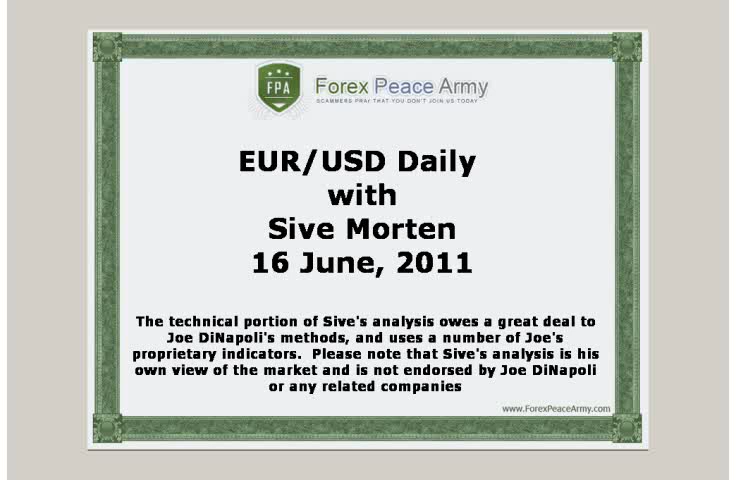 FPA
Forex Peace Army
SCAMMERS PRAY THAT YOU DON'T JOIN US TODAY
EUR/USD Daily
with
Sive Morten
16 June, 2011
The technical portion of Sive's analysis owes a great deal to
Joe DiNapoli's methods, and uses a number of Joe's
proprietary indicators.  Please note that Sive's analysis is his
own view of the market and is not endorsed by Joe DiNapoli
or any related companies
www.ForexPeaceArmy.com